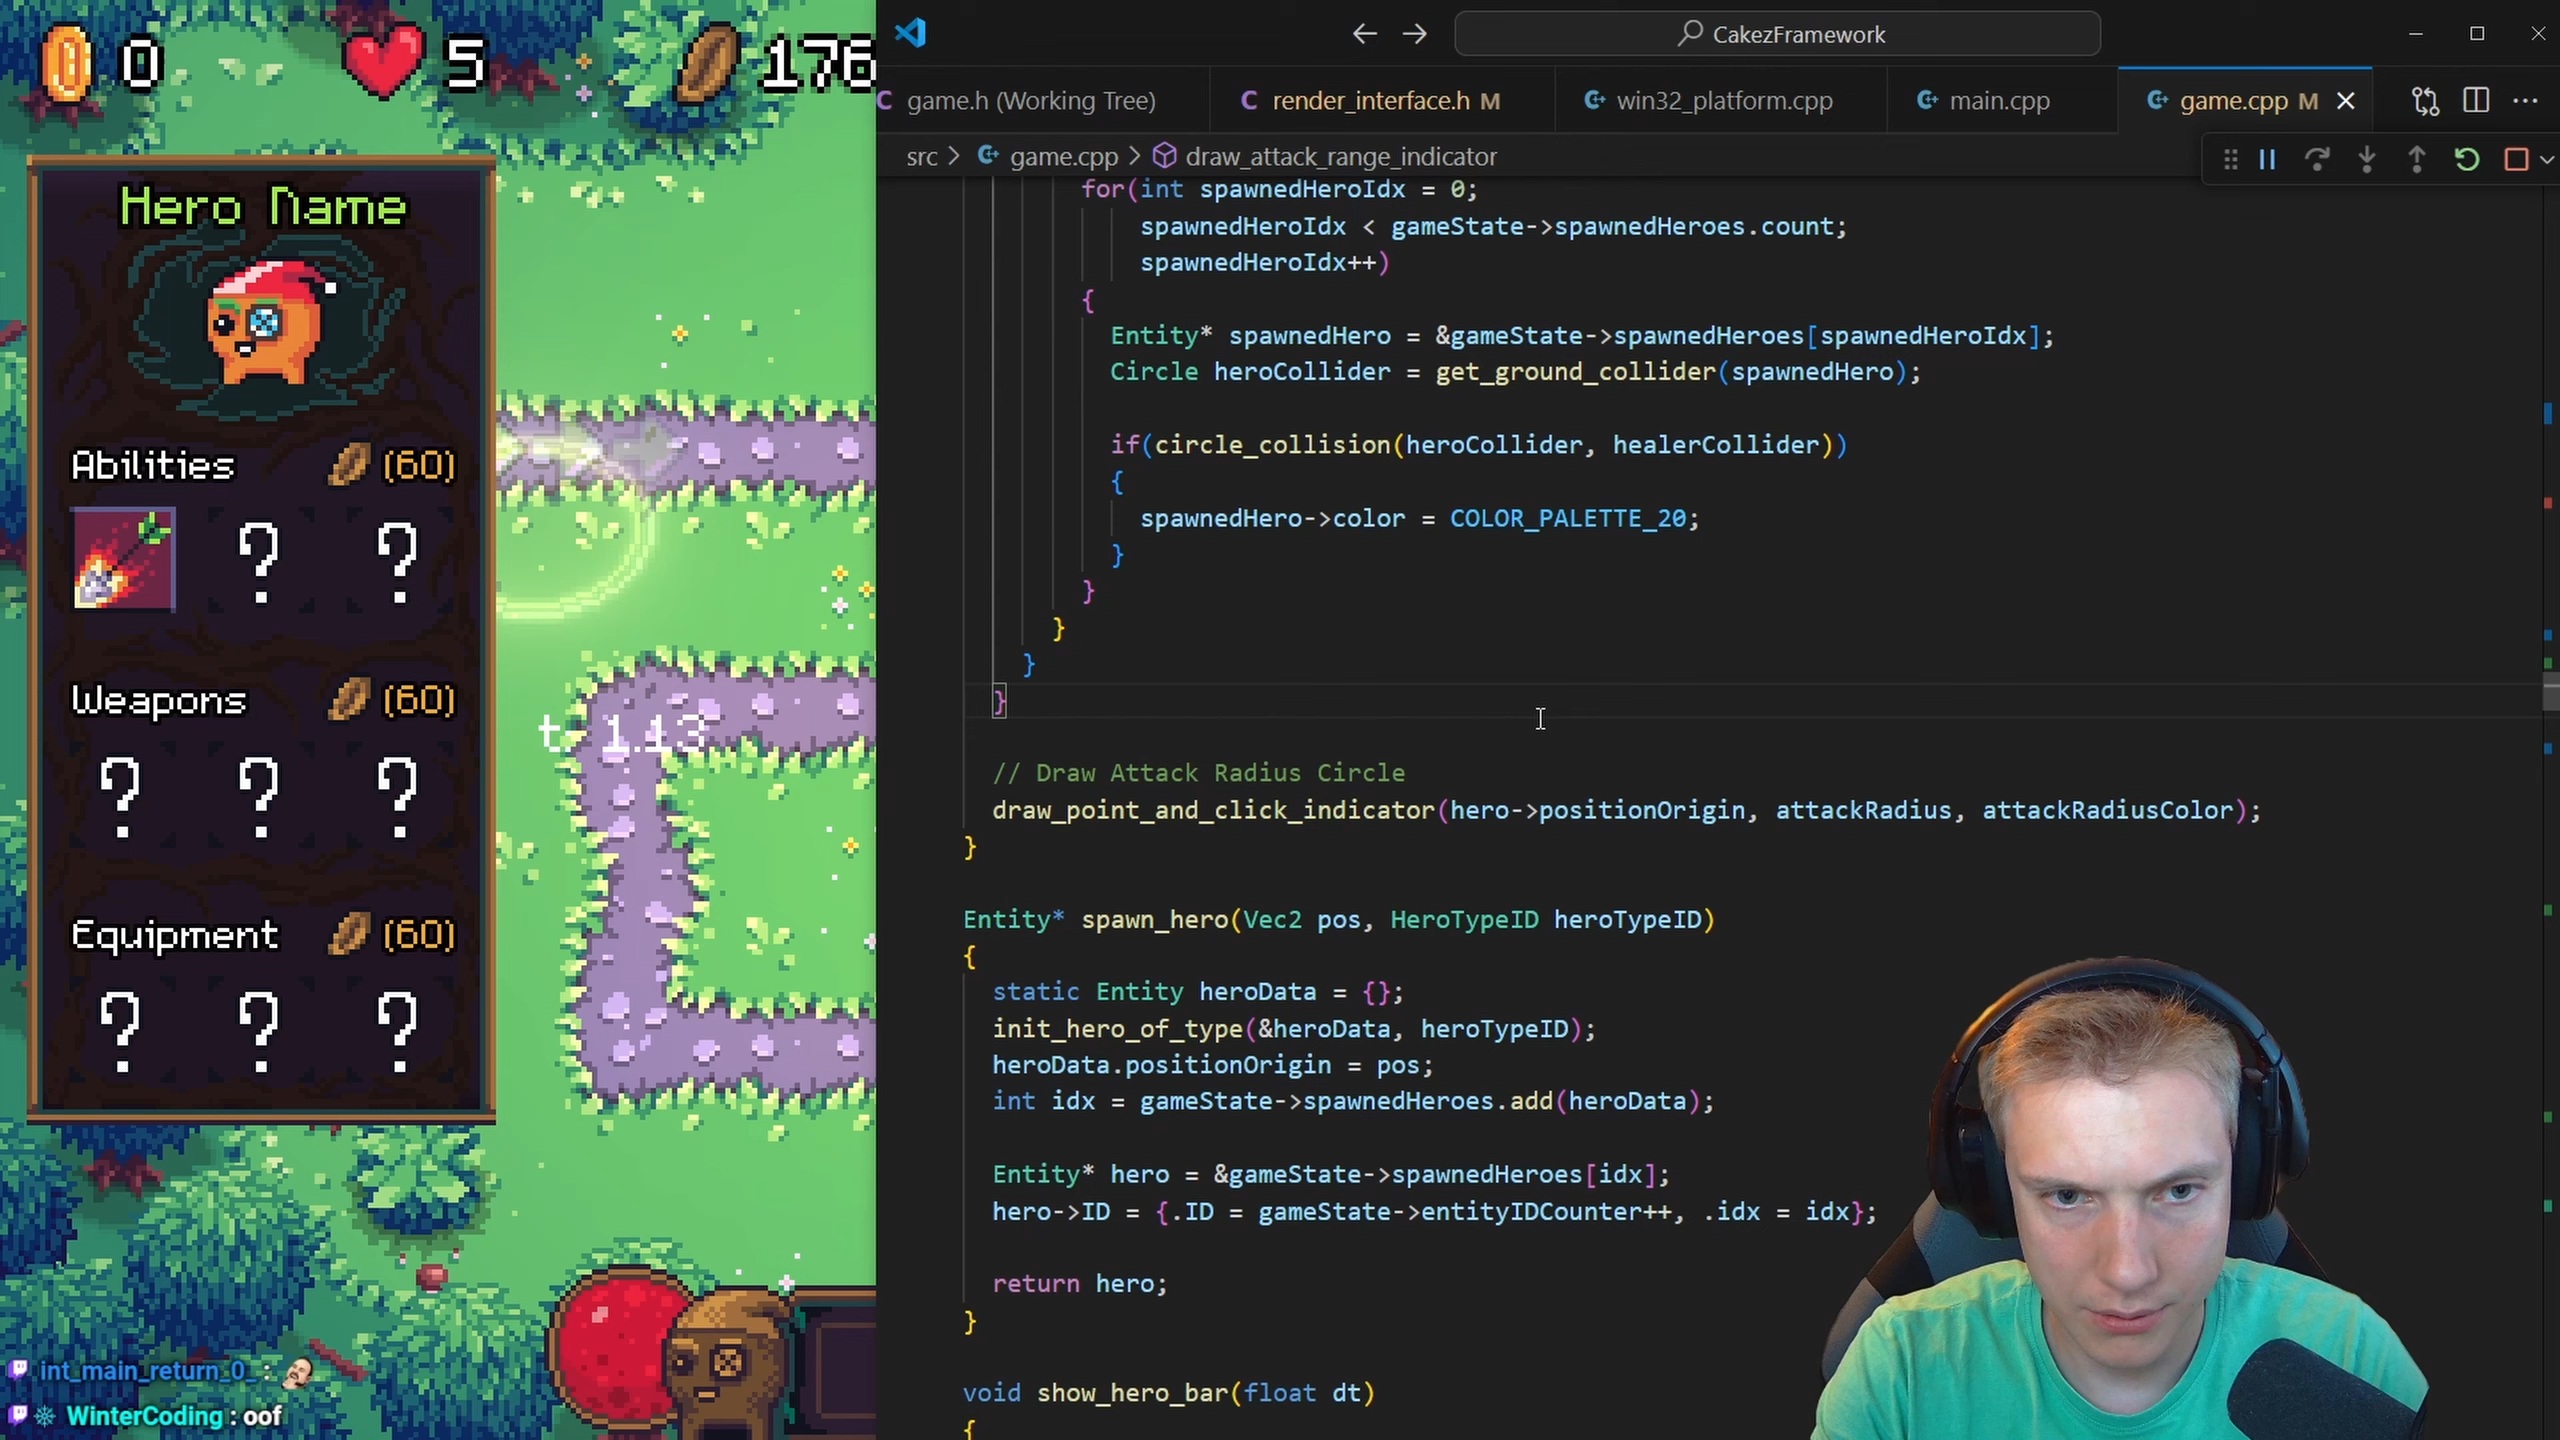 0
5
176
Hero Name
Abilities
(60)
?
?
Weapons
(60)
?
?
?
Equipment
(60)
?
?
?
t 1.13
int_main_return_0_ :
WinterCoding : oof
CakezFramework
game.h (Working Tree)
render_interface.h M
win32_platform.cpp
main.cpp
game.cpp M
src > game.cpp > draw_attack_range_indicator
for(int spawnedHeroIdx = 0;
spawnedHeroIdx < gameState->spawnedHeroes.count;
spawnedHeroIdx++)
{
Entity* spawnedHero = &gameState->spawnedHeroes[spawnedHeroIdx];
Circle heroCollider = get_ground_collider(spawnedHero);
if(circle_collision(heroCollider, healerCollider))
{
spawnedHero->color = COLOR_PALETTE_20;
}
}
}
}
}
// Draw Attack Radius Circle
draw_point_and_click_indicator(hero->positionOrigin, attackRadius, attackRadiusColor);
}
Entity* spawn_hero(Vec2 pos, HeroTypeID heroTypeID)
{
static Entity heroData = {};
init_hero_of_type(&heroData, heroTypeID);
heroData.positionOrigin = pos;
int idx = gameState->spawnedHeroes.add(heroData);
Entity* hero = &gameState->spawnedHeroes[idx];
hero->ID = {.ID = gameState->entityIDCounter++, .idx = idx};
return hero;
}
void show_hero_bar(float dt)
{